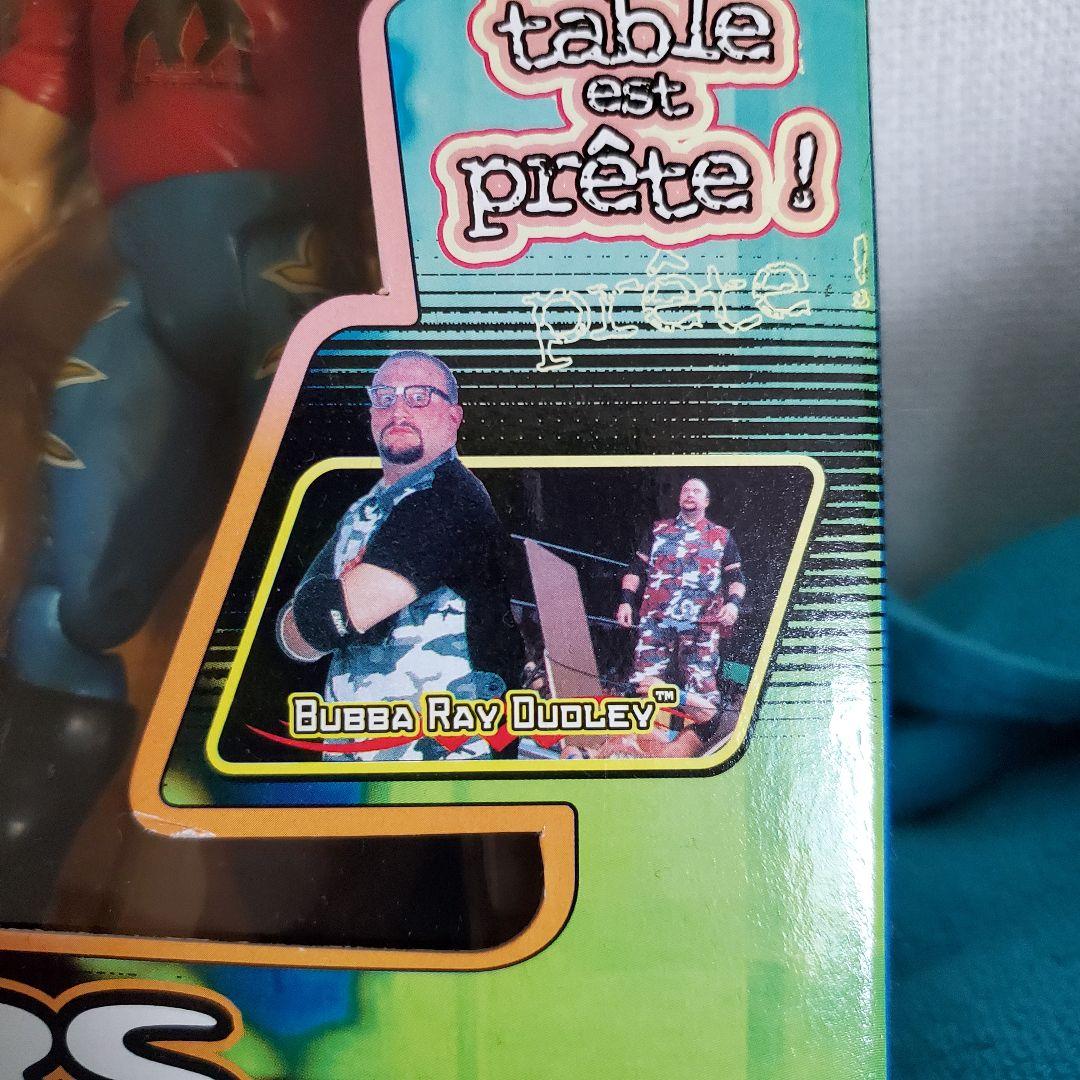 table
est
prête !
prête !
BUBBA RAY DUDLEY™